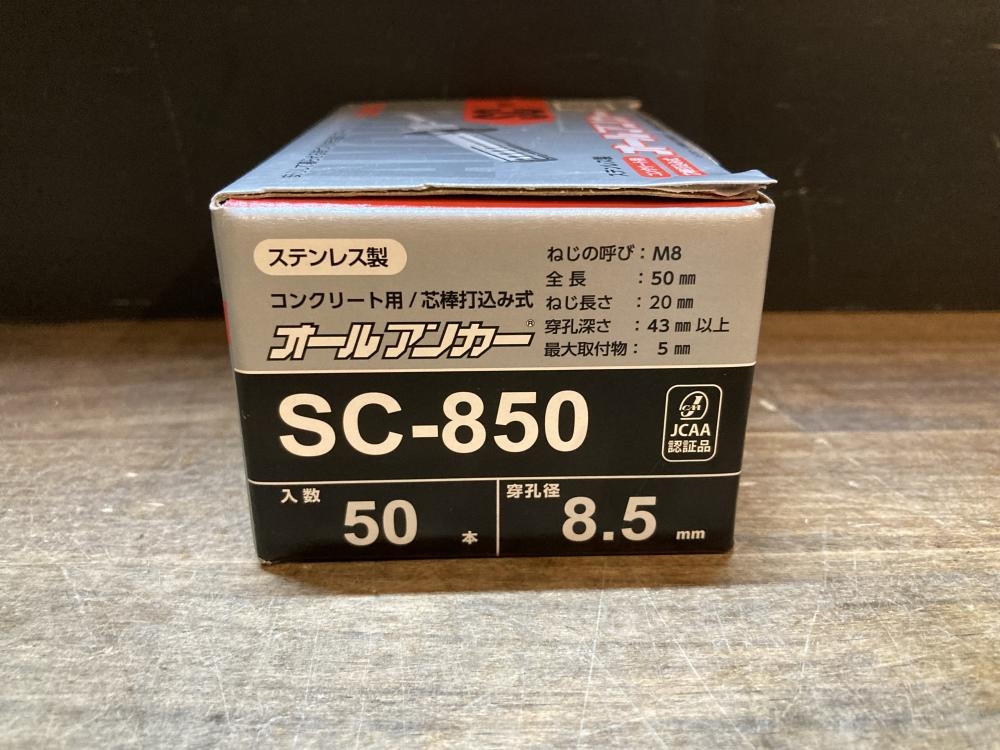 ステンレス製
コンクリート用/芯棒打込み式
オールアンカー®
ねじの呼び：M8
全長：50㎜
ねじ長さ：20㎜
穿孔深さ：43㎜以上
最大取付物：5㎜
SC-850
JCAA
認証品
入数
50本
穿孔径
8.5mm